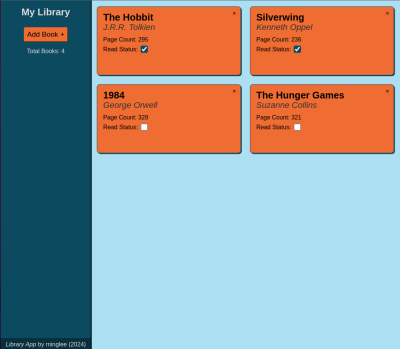 My Library
Add Book +
Total Books: 4
Library App by minglee (2024)
The Hobbit ×
J.R.R. Tolkien
Page Count: 295
Read Status:
Silverwing ×
Kenneth Oppel
Page Count: 236
Read Status:
1984 ×
George Orwell
Page Count: 328
Read Status:
The Hunger Games ×
Suzanne Collins
Page Count: 321
Read Status: